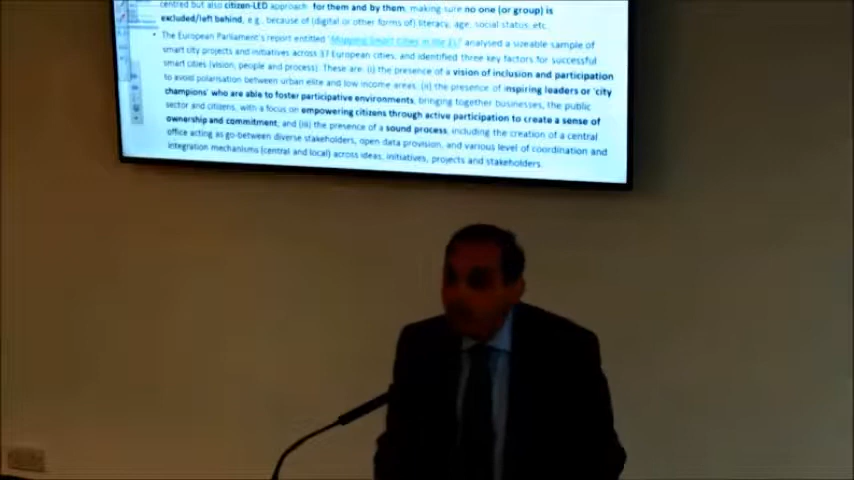 centred but also citizen-LED approach: for them and by them, making sure no one (or group) is
excluded/left behind, e.g. because of (digital or other forms of) literacy, age, social status, etc.
• The European Parliament's report entitled 'Mapping Smart Cities in the EU' analysed a sizeable sample of
smart city projects and initiatives across 37 European cities, and identified three key factors for successful
smart cities (vision, people and process). These are: (i) the presence of a vision of inclusion and participation
to avoid polarisation between urban elite and low income areas; (ii) the presence of inspiring leaders or 'city
champions' who are able to foster participative environments, bringing together businesses, the public
sector and citizens, with a focus on empowering citizens through active participation to create a sense of
ownership and commitment; and (iii) the presence of a sound process, including the creation of a central
office acting as go-between diverse stakeholders, open data provision, and various level of coordination and
integration mechanisms (central and local) across ideas, initiatives, projects and stakeholders.